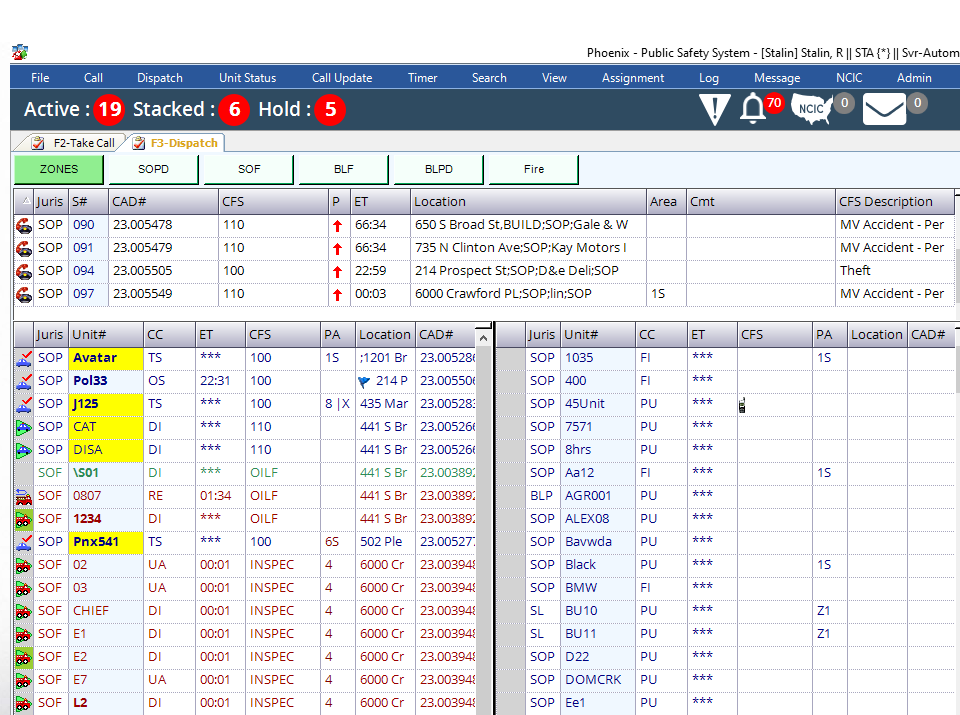 Phoenix - Public Safety System - [Stalin] Stalin, R || STA {*} || Svr-Autom
File Call Dispatch Unit Status Call Update Timer Search View Assignment Log Message NCIC Admin
Active : 19 Stacked : 6 Hold : 5 70 NCIC 0 0
F2-Take Call F3-Dispatch
ZONES SOPD SOF BLF BLPD Fire
Juris S# CAD# CFS P ET Location Area Cmt CFS Description
SOP 090 23.005478 110 66:34 650 S Broad St,BUILD;SOP;Gale & W MV Accident - Per
SOP 091 23.005479 110 66:34 735 N Clinton Ave;SOP;Kay Motors I MV Accident - Per
SOP 094 23.005505 100 22:59 214 Prospect St;SOP;D&e Deli;SOP Theft
SOP 097 23.005549 110 00:03 6000 Crawford PL;SOP;lin;SOP 1S MV Accident - Per
Juris Unit# CC ET CFS PA Location CAD# Juris Unit# CC ET CFS PA Location CAD#
SOP Avatar TS *** 100 1S ;1201 Br 23.005286 SOP 1035 FI *** 1S
SOP Pol33 OS 22:31 100 214 P 23.005506 SOP 400 FI ***
SOP J125 TS *** 100 8 |X 435 Mar 23.005283 SOP 45Unit PU ***
SOP CAT DI *** 110 441 S Br 23.005266 SOP 7571 PU ***
SOP DISA DI *** 110 441 S Br 23.005266 SOP 8hrs PU ***
SOF \S01 DI *** OILF 441 S Br 23.003892 SOP Aa12 FI *** 1S
SOF 0807 RE 01:34 OILF 441 S Br 23.003892 BLP AGR001 PU ***
SOF 1234 DI *** OILF 441 S Br 23.003892 SOP ALEX08 PU ***
SOP Pnx541 TS *** 100 6S 502 Ple 23.005277 SOP Bavwda PU ***
SOF 02 UA 00:01 INSPEC 4 6000 Cr 23.003948 SOP Black PU *** 1S
SOF 03 UA 00:01 INSPEC 4 6000 Cr 23.003948 SOP BMW FI ***
SOF CHIEF DI 00:01 INSPEC 4 6000 Cr 23.003948 SL BU10 PU *** Z1
SOF E1 DI 00:01 INSPEC 4 6000 Cr 23.003948 SL BU11 PU *** Z1
SOF E2 DI 00:01 INSPEC 4 6000 Cr 23.003948 SOP D22 PU ***
SOF E7 UA 00:01 INSPEC 4 6000 Cr 23.003948 SOP DOMCRK PU ***
SOF L2 DI 00:01 INSPEC 4 6000 Cr 23.003948 SOP Ee1 PU ***